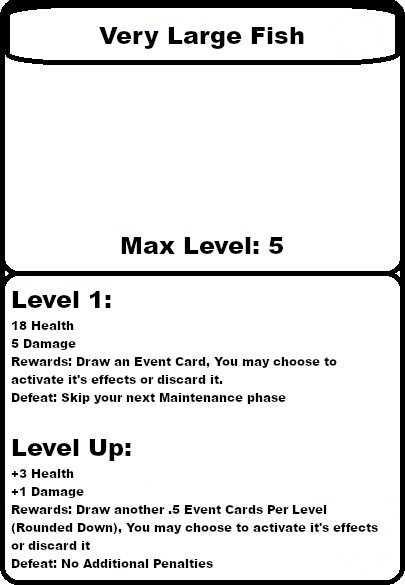 Very Large Fish
Max Level: 5
Level 1:
18 Health
5 Damage
Rewards: Draw an Event Card, You may choose to
activate it's effects or discard it.
Defeat: Skip your next Maintenance phase
Level Up:
+3 Health
+1 Damage
Rewards: Draw another .5 Event Cards Per Level
(Rounded Down), You may choose to activate it's effects
or discard it
Defeat: No Additional Penalties